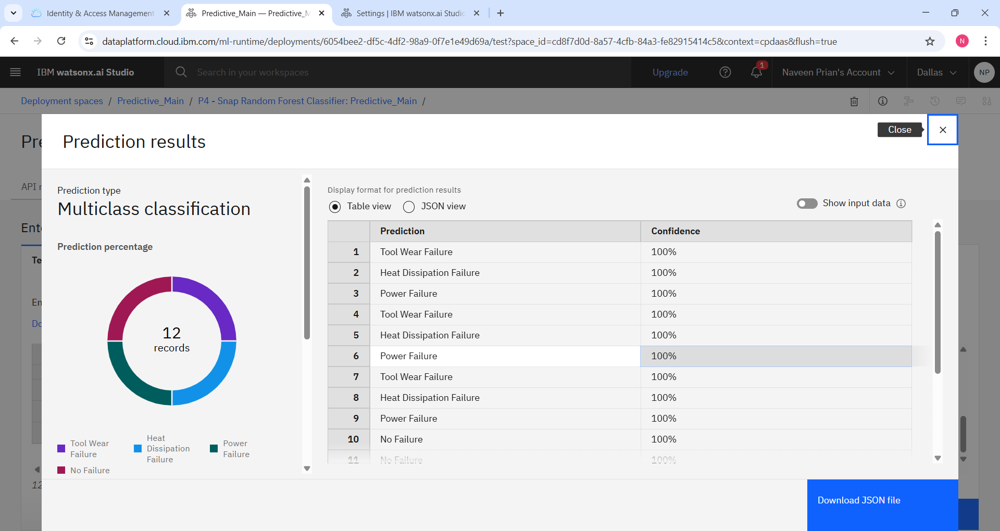 Identity & Access Management
Predictive_Main — Predictive_M
Settings | IBM watsonx.ai Studio
dataplatform.cloud.ibm.com/ml-runtime/deployments/6054bee2-df5c-4df2-98a9-0f7e1e49d69a/test?space_id=cd8f7d0d-8a57-4cfb-84a3-fe82915414c5&context=cpdaas&flush=true
N
IBM watsonx.ai Studio
Search in your workspaces
Upgrade
1
Naveen Prian's Account
Dallas
NP
Deployment spaces / Predictive_Main / P4 - Snap Random Forest Classifier: Predictive_Main /
Pre
Prediction results
Close
API r
Ente
Te
En
Do
12
Prediction type
Multiclass classification
Prediction percentage
12
records
Tool Wear
Failure
Heat
Dissipation
Failure
Power
Failure
No Failure
Display format for prediction results
Table view
JSON view
Show input data
Prediction Confidence
1 Tool Wear Failure 100%
2 Heat Dissipation Failure 100%
3 Power Failure 100%
4 Tool Wear Failure 100%
5 Heat Dissipation Failure 100%
6 Power Failure 100%
7 Tool Wear Failure 100%
8 Heat Dissipation Failure 100%
9 Power Failure 100%
10 No Failure 100%
11 No Failure 100%
Download JSON file